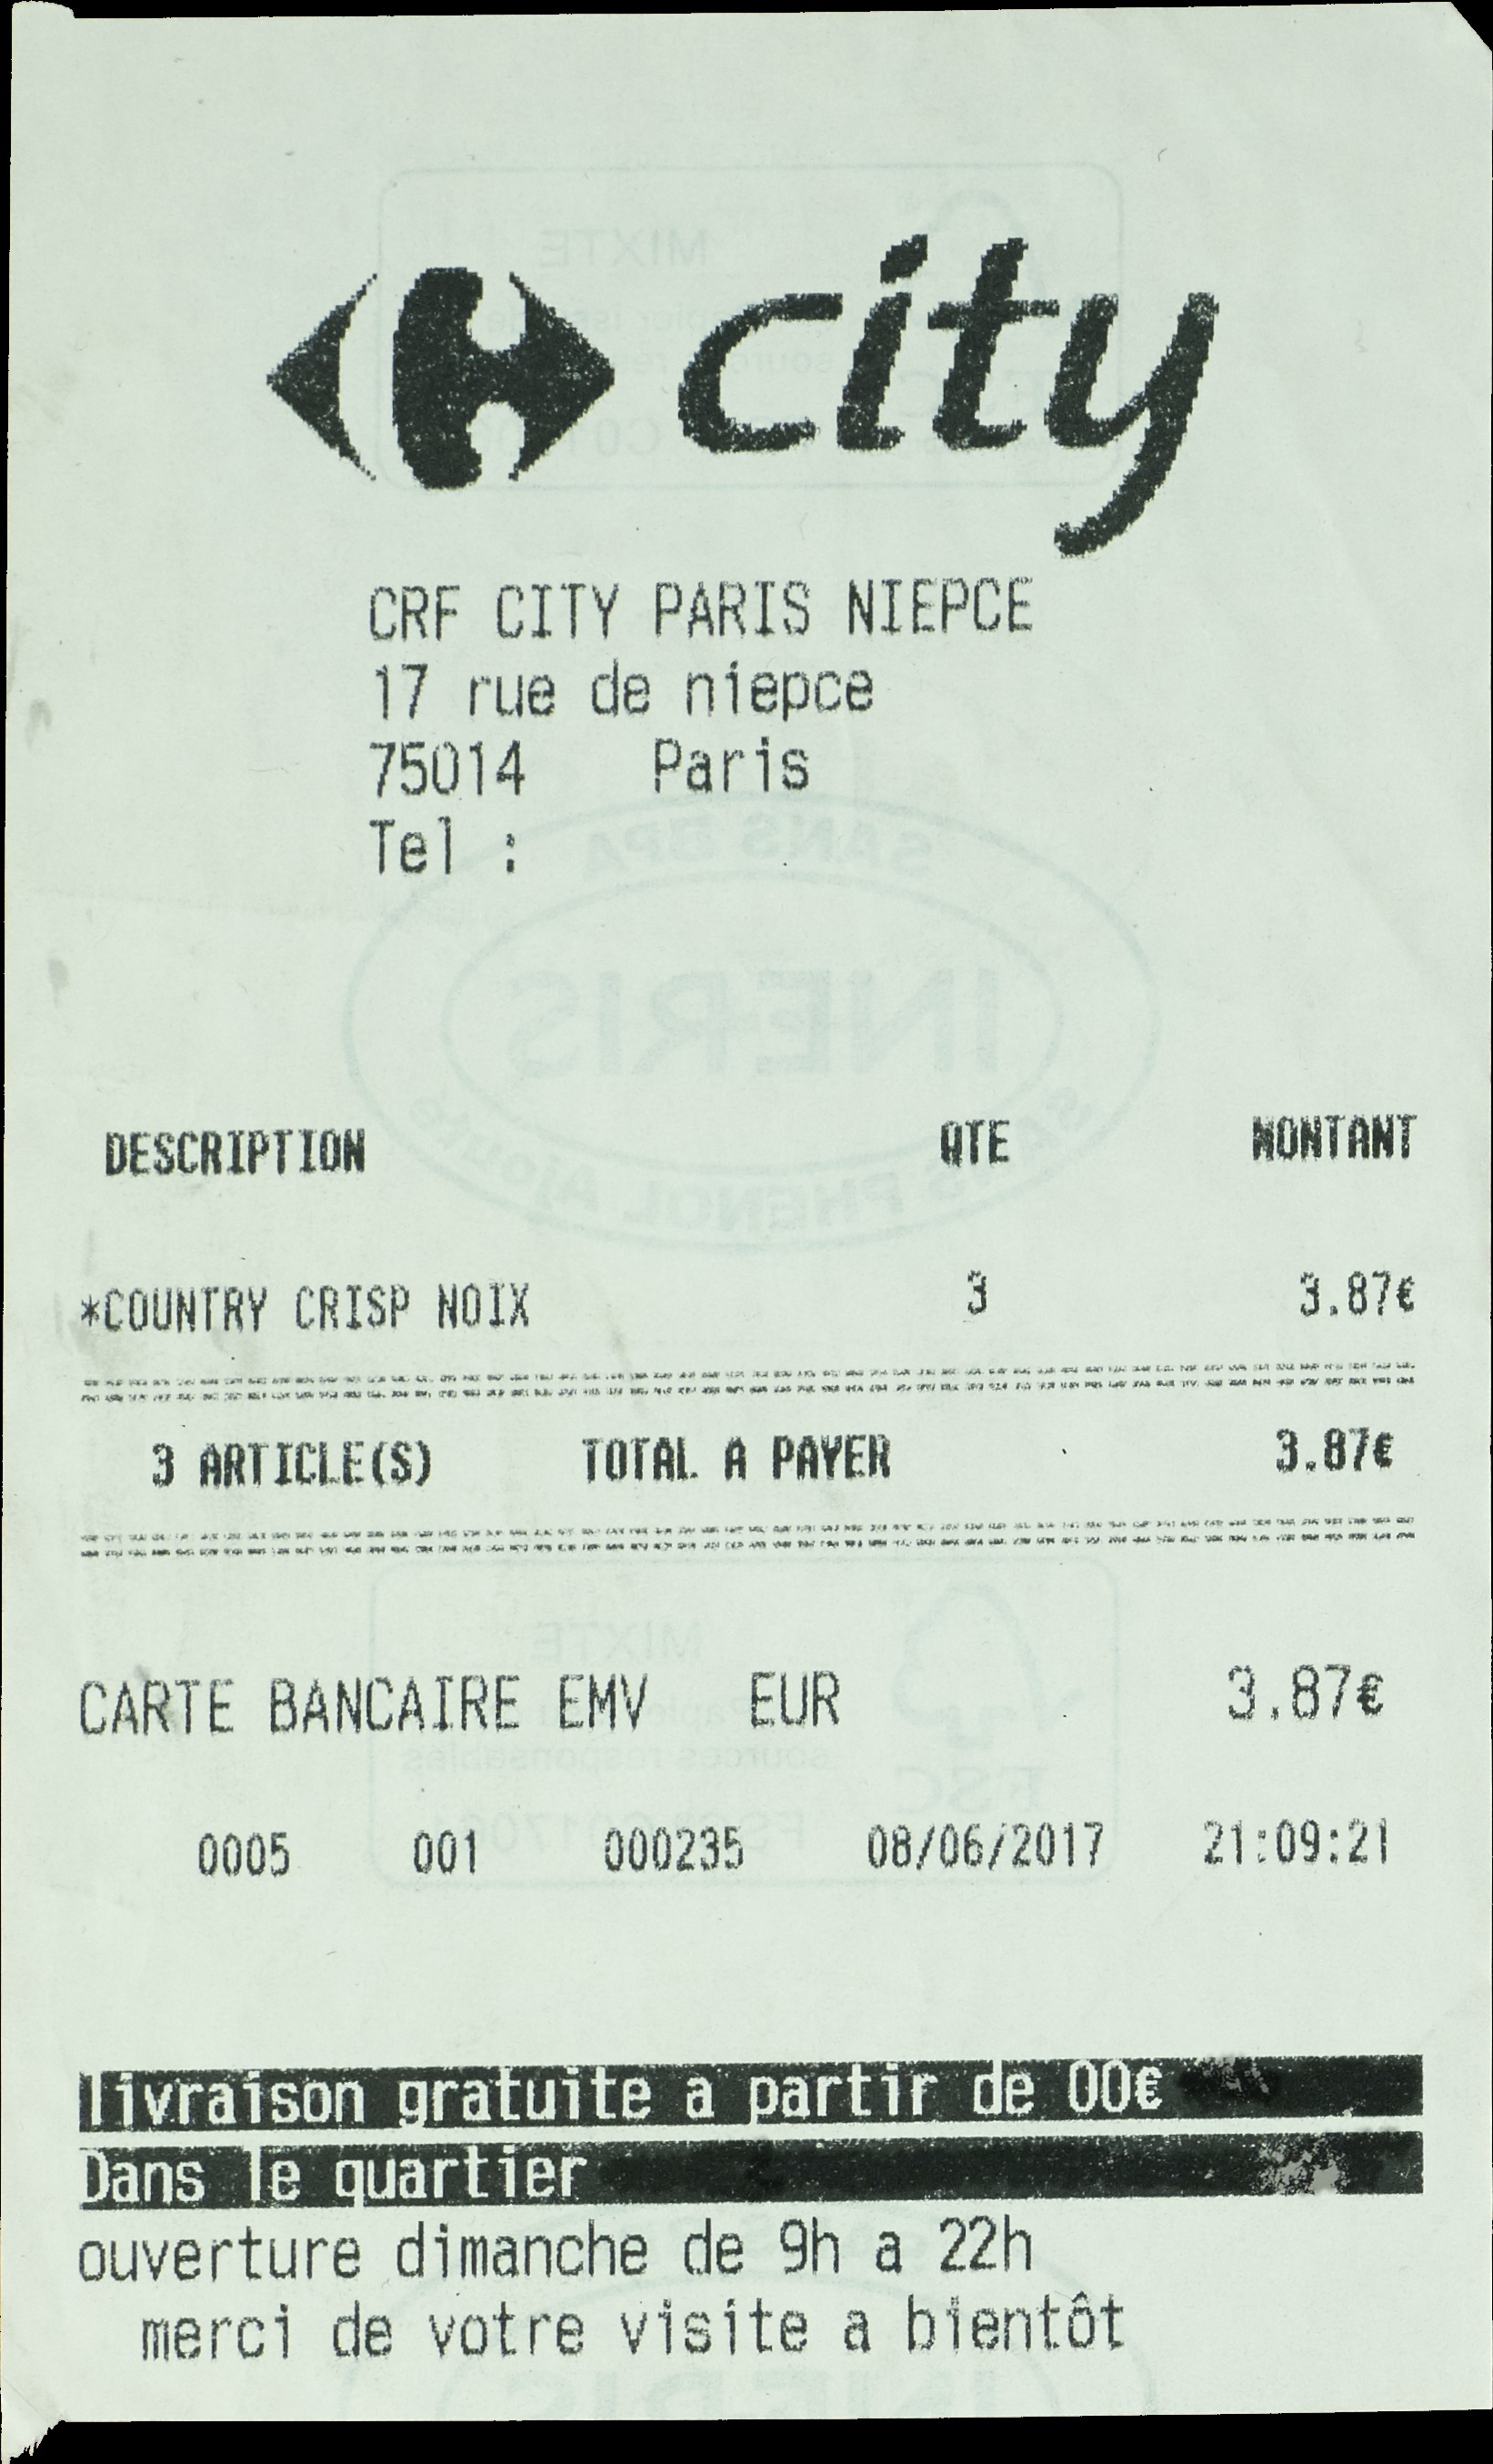 city
CRF CITY PARIS NIEPCE
17 rue de niepce
75014 Paris
Tel :
DESCRIPTION QTE MONTANT
*COUNTRY CRISP NOIX 3 3.87€
3 ARTICLE(S) TOTAL A PAYER 3.87€
CARTE BANCAIRE EMV EUR 3.87€
0005 001 000235 08/06/2017 21:09:21
livraison gratuite a partir de 00€
Dans le quartier
ouverture dimanche de 9h a 22h
merci de votre visite a bientôt